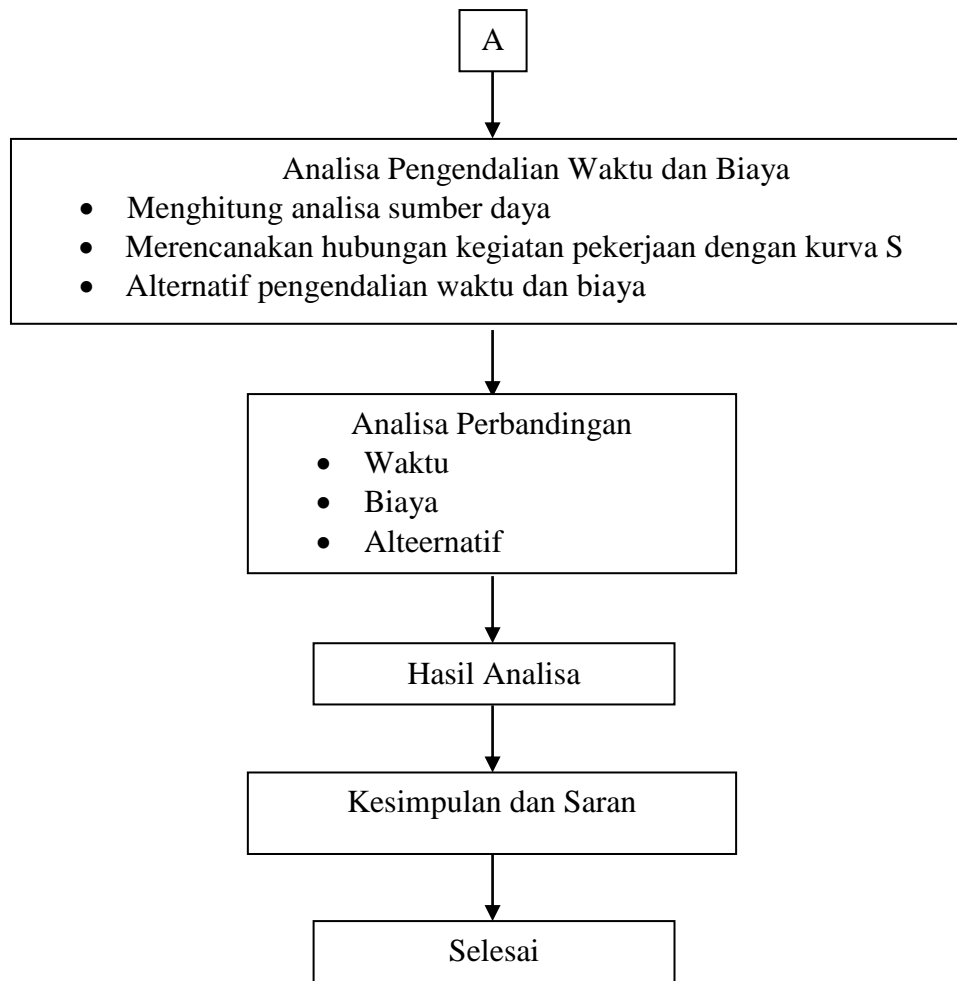 A
Analisa Pengendalian Waktu dan Biaya
• Menghitung analisa sumber daya
• Merencanakan hubungan kegiatan pekerjaan dengan kurva S
• Alternatif pengendalian waktu dan biaya
Analisa Perbandingan
• Waktu
• Biaya
• Alteernatif
Hasil Analisa
Kesimpulan dan Saran
Selesai